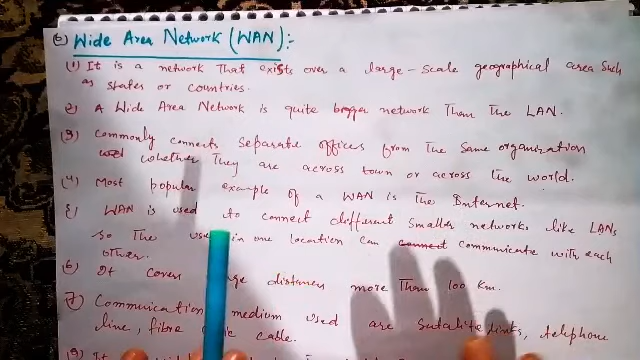 ⑥ Wide Area Network (WAN):
(1) It is a network that exists over a large-scale geographical area such
as states or countries.
2) A Wide Area Network is quite bigger network than the LAN.
(3) Commonly connects separate offices from the same organization
whether they are across town or across the world.
(4) Most popular example of a WAN is the Internet.
5) WAN is used to connect different smaller networks like LANs
so the in one location can connect communicate with each
other.
6) It covers distances more than 100 km.
7) Communication medium used are links, telephone
line, fibre cable.